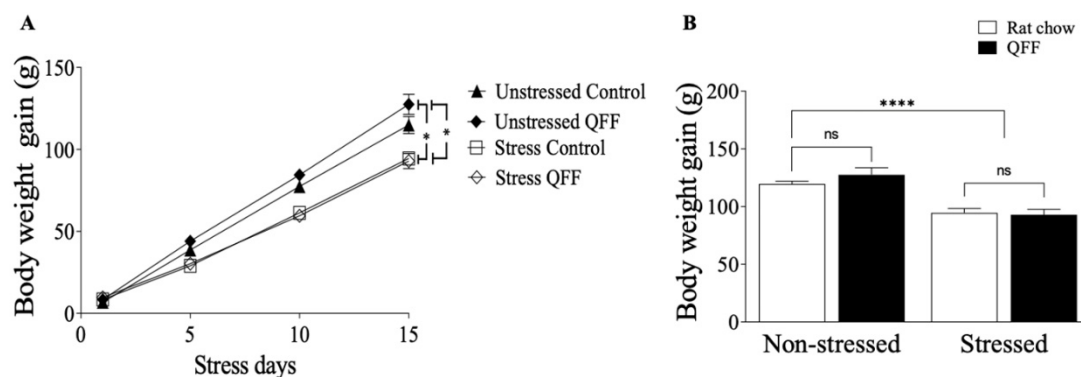 A
Body weight gain (g)
150
100
50
0
0
5
10
15
Stress days
Unstressed Control
Unstressed QFF
Stress Control
Stress QFF
*
*
B
Rat chow
QFF
Body weight gain (g)
200
150
100
50
0
****
ns
ns
Non-stressed
Stressed